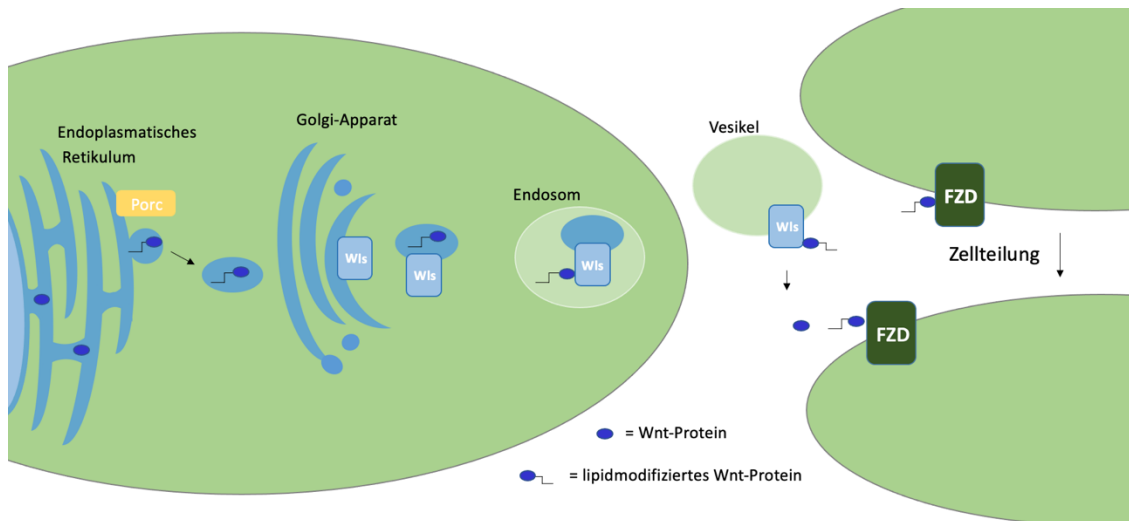 Endoplasmatisches
Retikulum
Porc
Golgi-Apparat
Wls
Wls
Endosom
Wls
Vesikel
Wls
FZD
Zellteilung
FZD
= Wnt-Protein
= lipidmodifiziertes Wnt-Protein